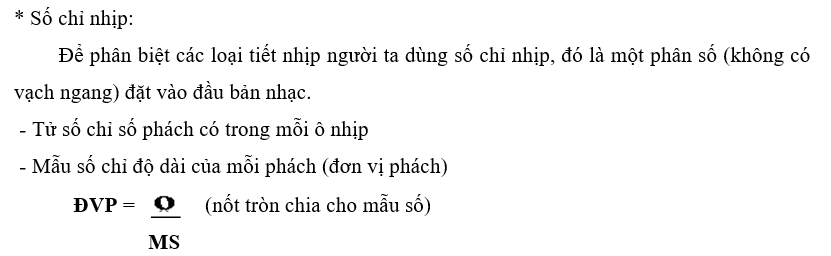 * Số chỉ nhịp:
Để phân biệt các loại tiết nhịp người ta dùng số chỉ nhịp, đó là một phân số (không có
vạch ngang) đặt vào đầu bản nhạc.
- Tử số chỉ số phách có trong mỗi ô nhịp
- Mẫu số chỉ độ dài của mỗi phách (đơn vị phách)
ĐVP = (nốt tròn chia cho mẫu số)
MS